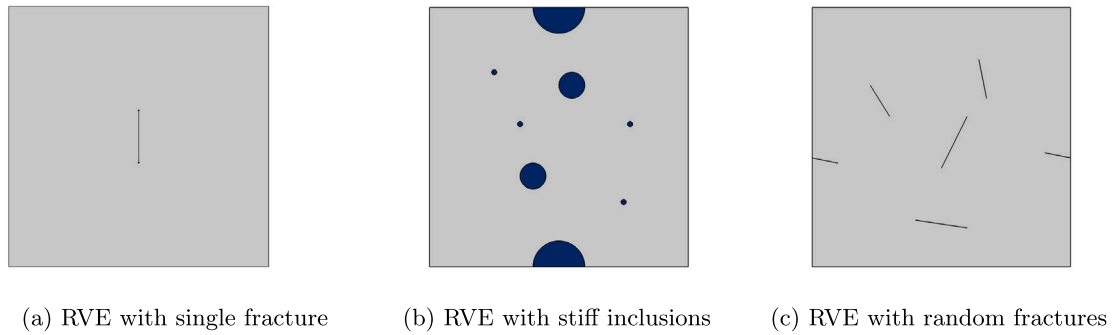 (a) RVE with single fracture
(b) RVE with stiff inclusions
(c) RVE with random fractures